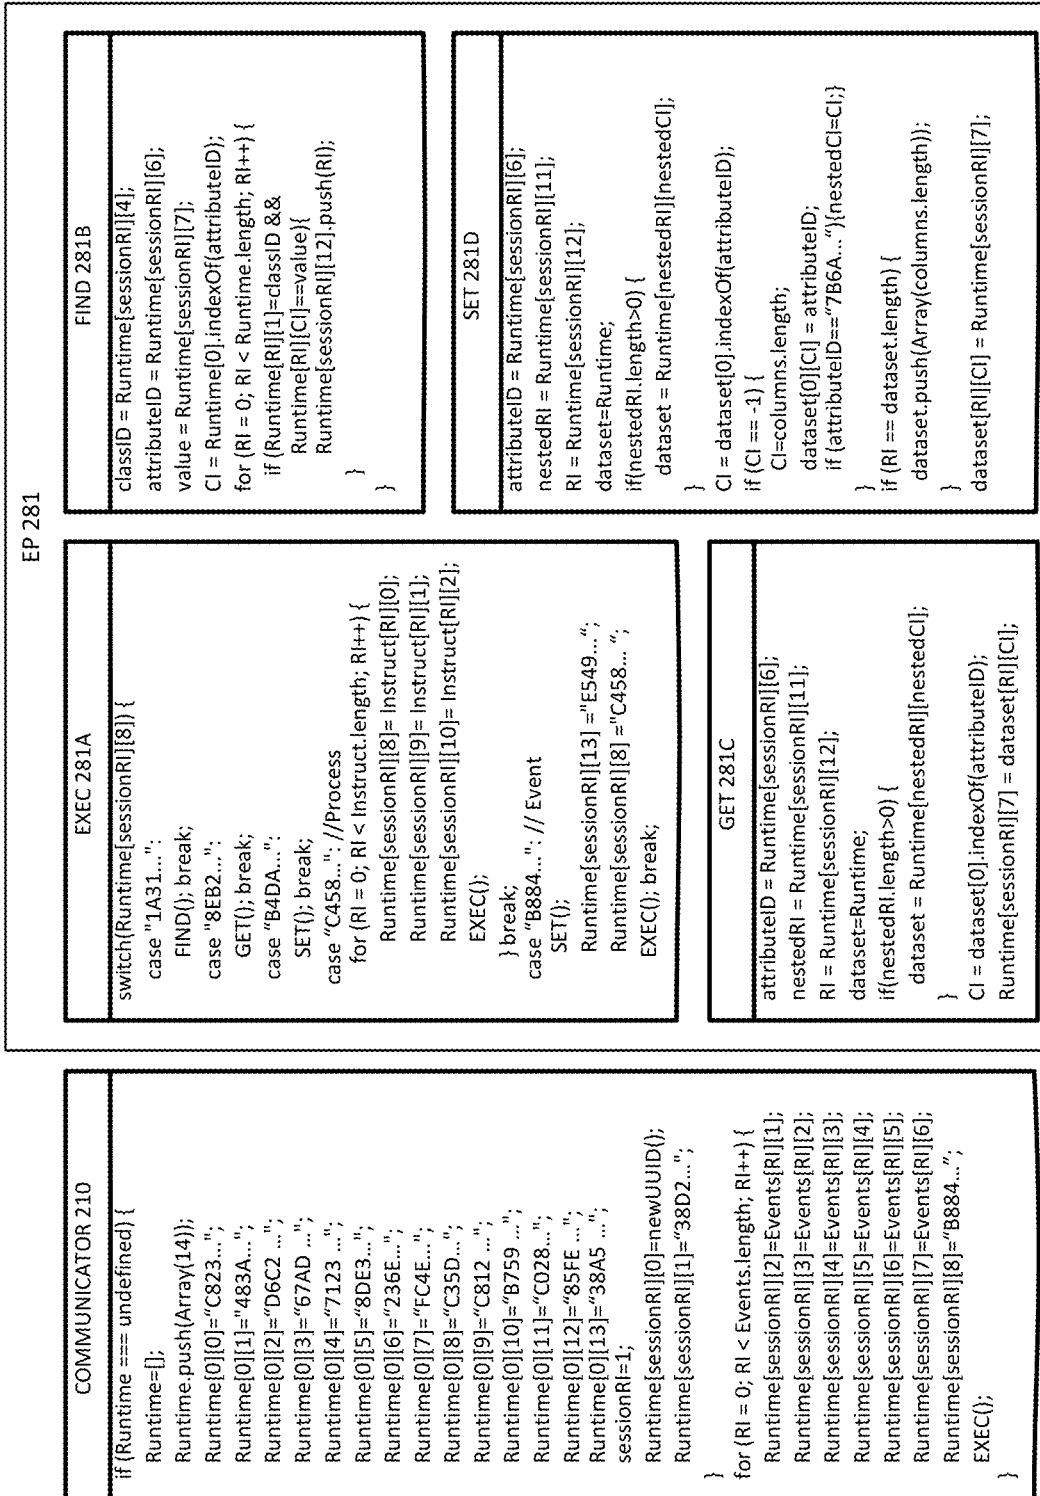 COMMUNICATOR 210
if (Runtime === undefined) {
Runtime=[];
Runtime.push(Array(14));
Runtime[0][0]="C823...";
Runtime[0][1]="483A...";
Runtime[0][2]="D6C2 ...";
Runtime[0][3]="67AD ...";
Runtime[0][4]="7123 ...";
Runtime[0][5]="8DE3...";
Runtime[0][6]="236E...";
Runtime[0][7]="FC4E...";
Runtime[0][8]="C35D...";
Runtime[0][9]="C812 ...";
Runtime[0][10]="B759 ...";
Runtime[0][11]="C028...";
Runtime[0][12]="85FE ...";
Runtime[0][13]="38A5 ...";
sessionRI=1;
Runtime[sessionRI][0]=newUUID();
Runtime[sessionRI][1]="38D2...";
}
for (RI = 0; RI < Events.length; RI++) {
Runtime[sessionRI][2]=Events[RI][1];
Runtime[sessionRI][3]=Events[RI][2];
Runtime[sessionRI][4]=Events[RI][3];
Runtime[sessionRI][5]=Events[RI][4];
Runtime[sessionRI][6]=Events[RI][5];
Runtime[sessionRI][7]=Events[RI][6];
Runtime[sessionRI][8]="B884...";
EXEC();
}
EP 281
EXEC 281A
switch(Runtime[sessionRI][8]) {
case "1A31...":
FIND(); break;
case "8EB2...":
GET(); break;
case "B4DA...":
SET(); break;
case "C458...": //Process
for (RI = 0; RI < Instruct.length; RI++) {
Runtime[sessionRI][8]= Instruct[RI][0];
Runtime[sessionRI][9]= Instruct[RI][1];
Runtime[sessionRI][10]= Instruct[RI][2];
EXEC();
} break;
case "B884...": // Event
SET();
Runtime[sessionRI][13] ="E549...";
Runtime[sessionRI][8] ="C458... ";
EXEC(); break;
FIND 281B
classID = Runtime[sessionRI][4];
attributeID = Runtime[sessionRI][6];
value = Runtime[sessionRI][7];
CI = Runtime[0].indexOf(attributeID);
for (RI = 0; RI < Runtime.length; RI++) {
if (Runtime[RI][1]=classID &&
Runtime[RI][CI]==value){
Runtime[sessionRI][12].push(RI);
}
}
GET 281C
attributeID = Runtime[sessionRI][6];
nestedRI = Runtime[sessionRI][11];
RI = Runtime[sessionRI][12];
dataset=Runtime;
if(nestedRI.length>0) {
dataset = Runtime[nestedRI][nestedCI];
}
CI = dataset[0].indexOf(attributeID);
Runtime[sessionRI][7] = dataset[RI][CI];
SET 281D
attributeID = Runtime[sessionRI][6];
nestedRI = Runtime[sessionRI][11];
RI = Runtime[sessionRI][12];
dataset=Runtime;
if(nestedRI.length>0) {
dataset = Runtime[nestedRI][nestedCI];
}
CI = dataset[0].indexOf(attributeID);
if (CI == -1) {
CI=columns.length;
dataset[0][CI] = attributeID;
if (attributeID=="7B6A..."){nestedCI=CI;}
}
if (RI == dataset.length) {
dataset.push(Array(columns.length));
}
dataset[RI][CI] = Runtime[sessionRI][7];